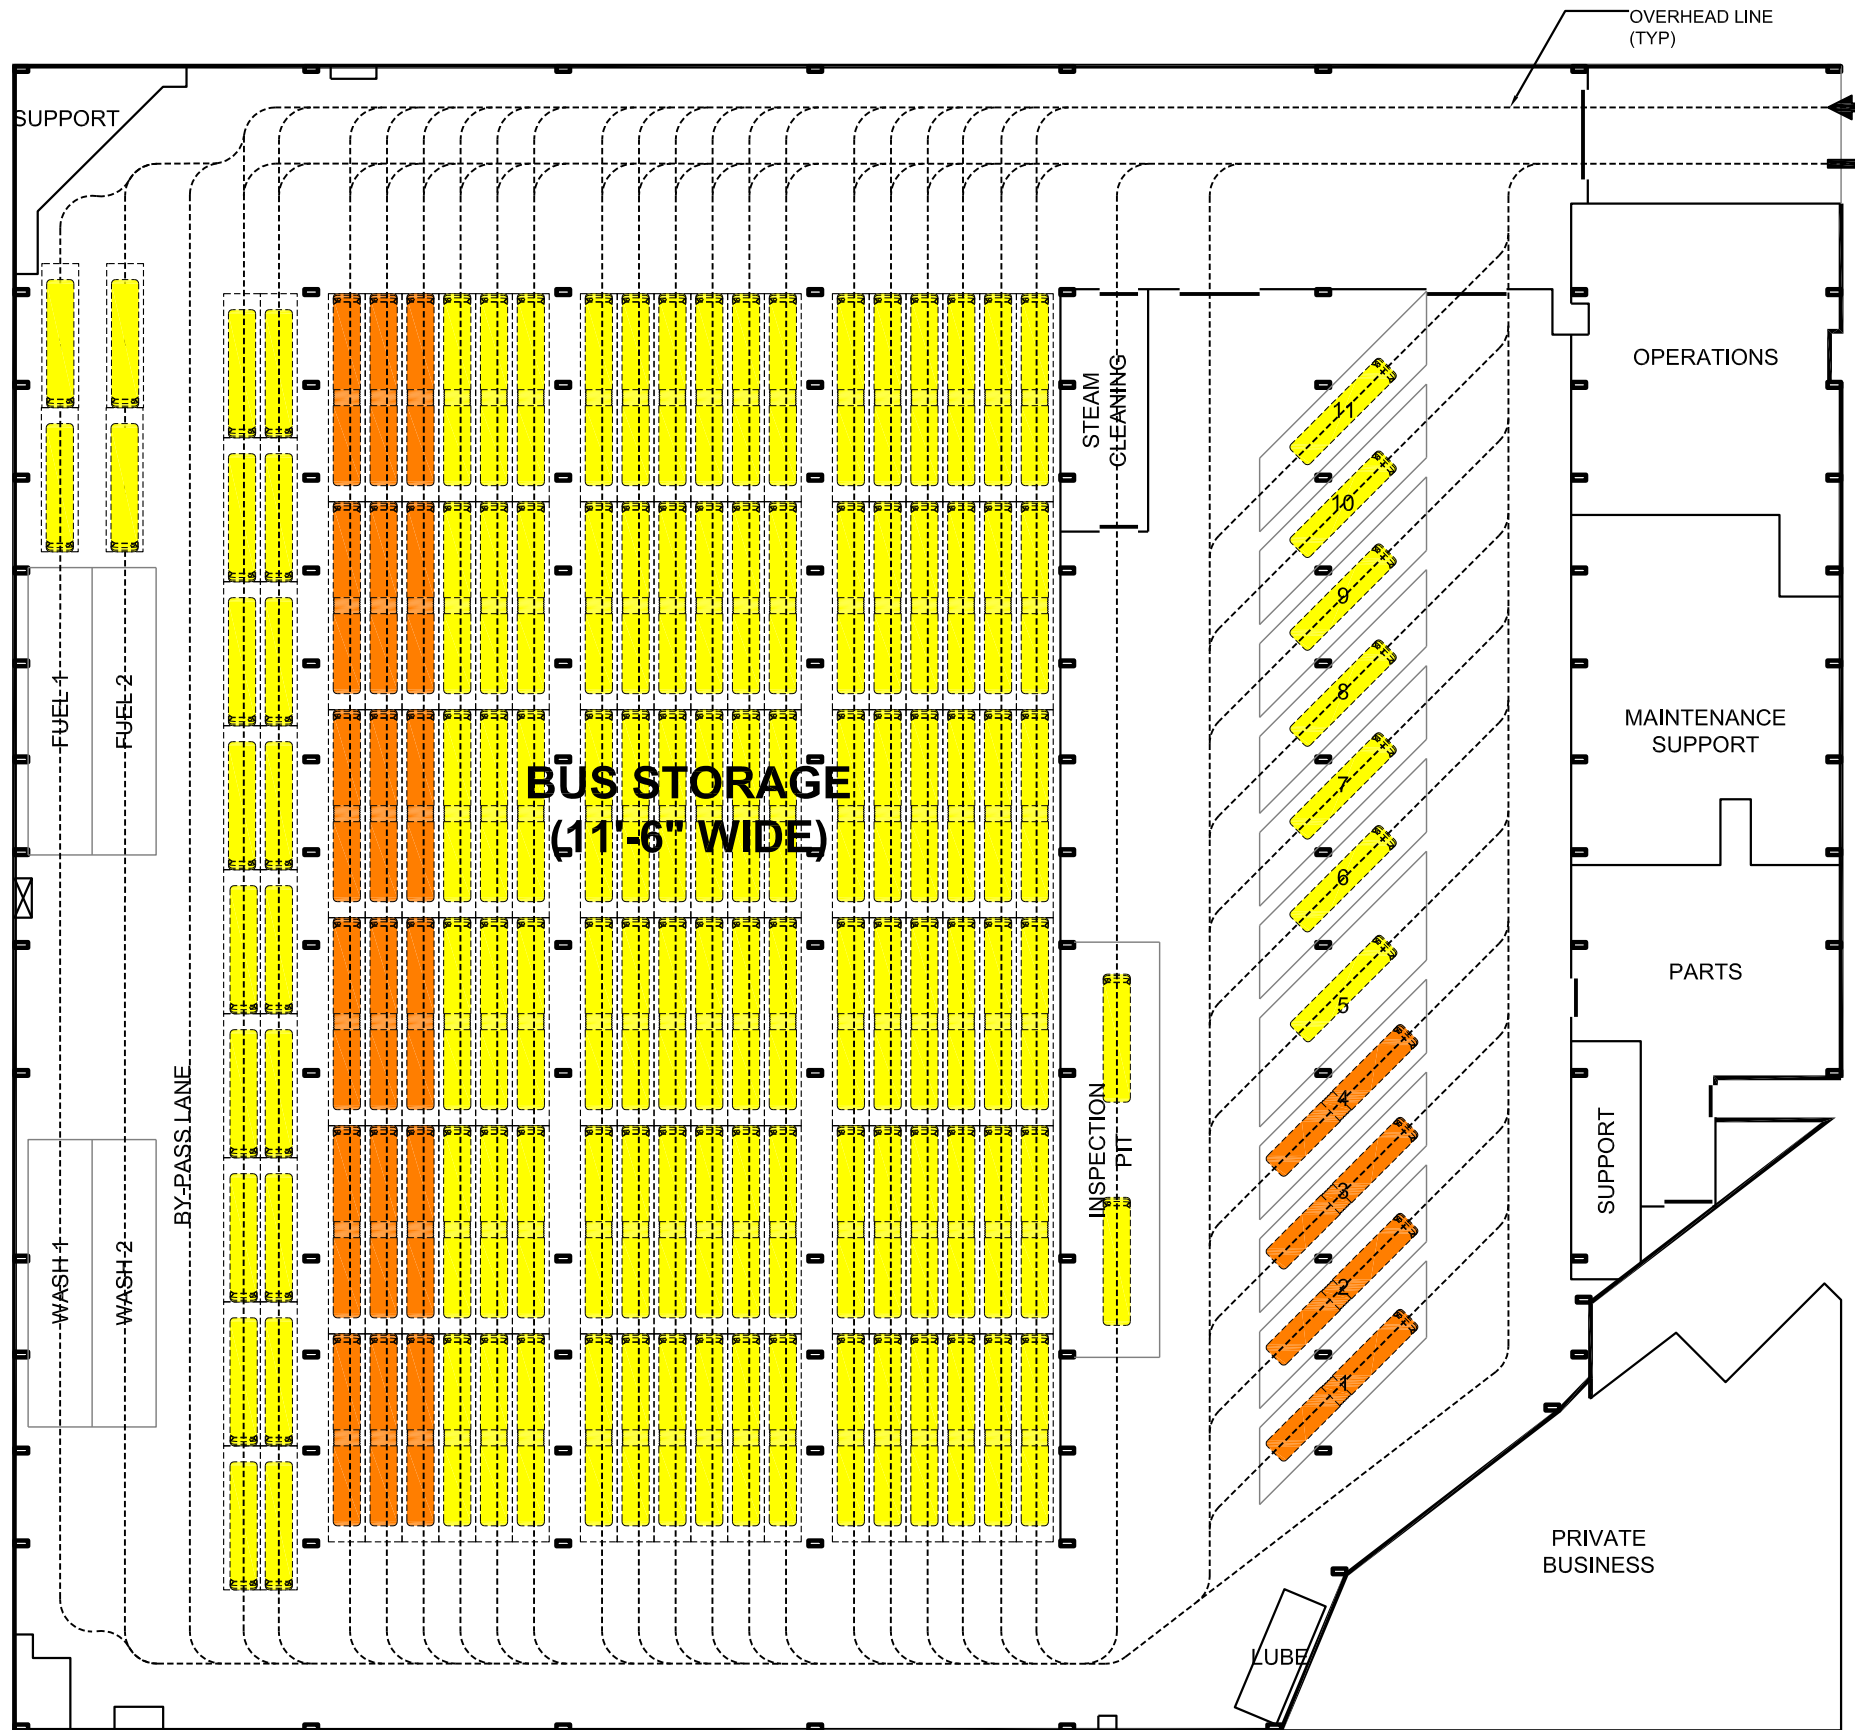 OVERHEAD LINE
(TYP)
SUPPORT
OPERATIONS
STEAM
CLEANING
11
10
9
8
7
6
5
4
3
2
1
FUEL 1
FUEL 2
MAINTENANCE
SUPPORT
BUS STORAGE
(11'-6" WIDE)
PARTS
BY-PASS LANE
INSPECTION
PIT
SUPPORT
WASH 1
WASH 2
PRIVATE
BUSINESS
LUBE